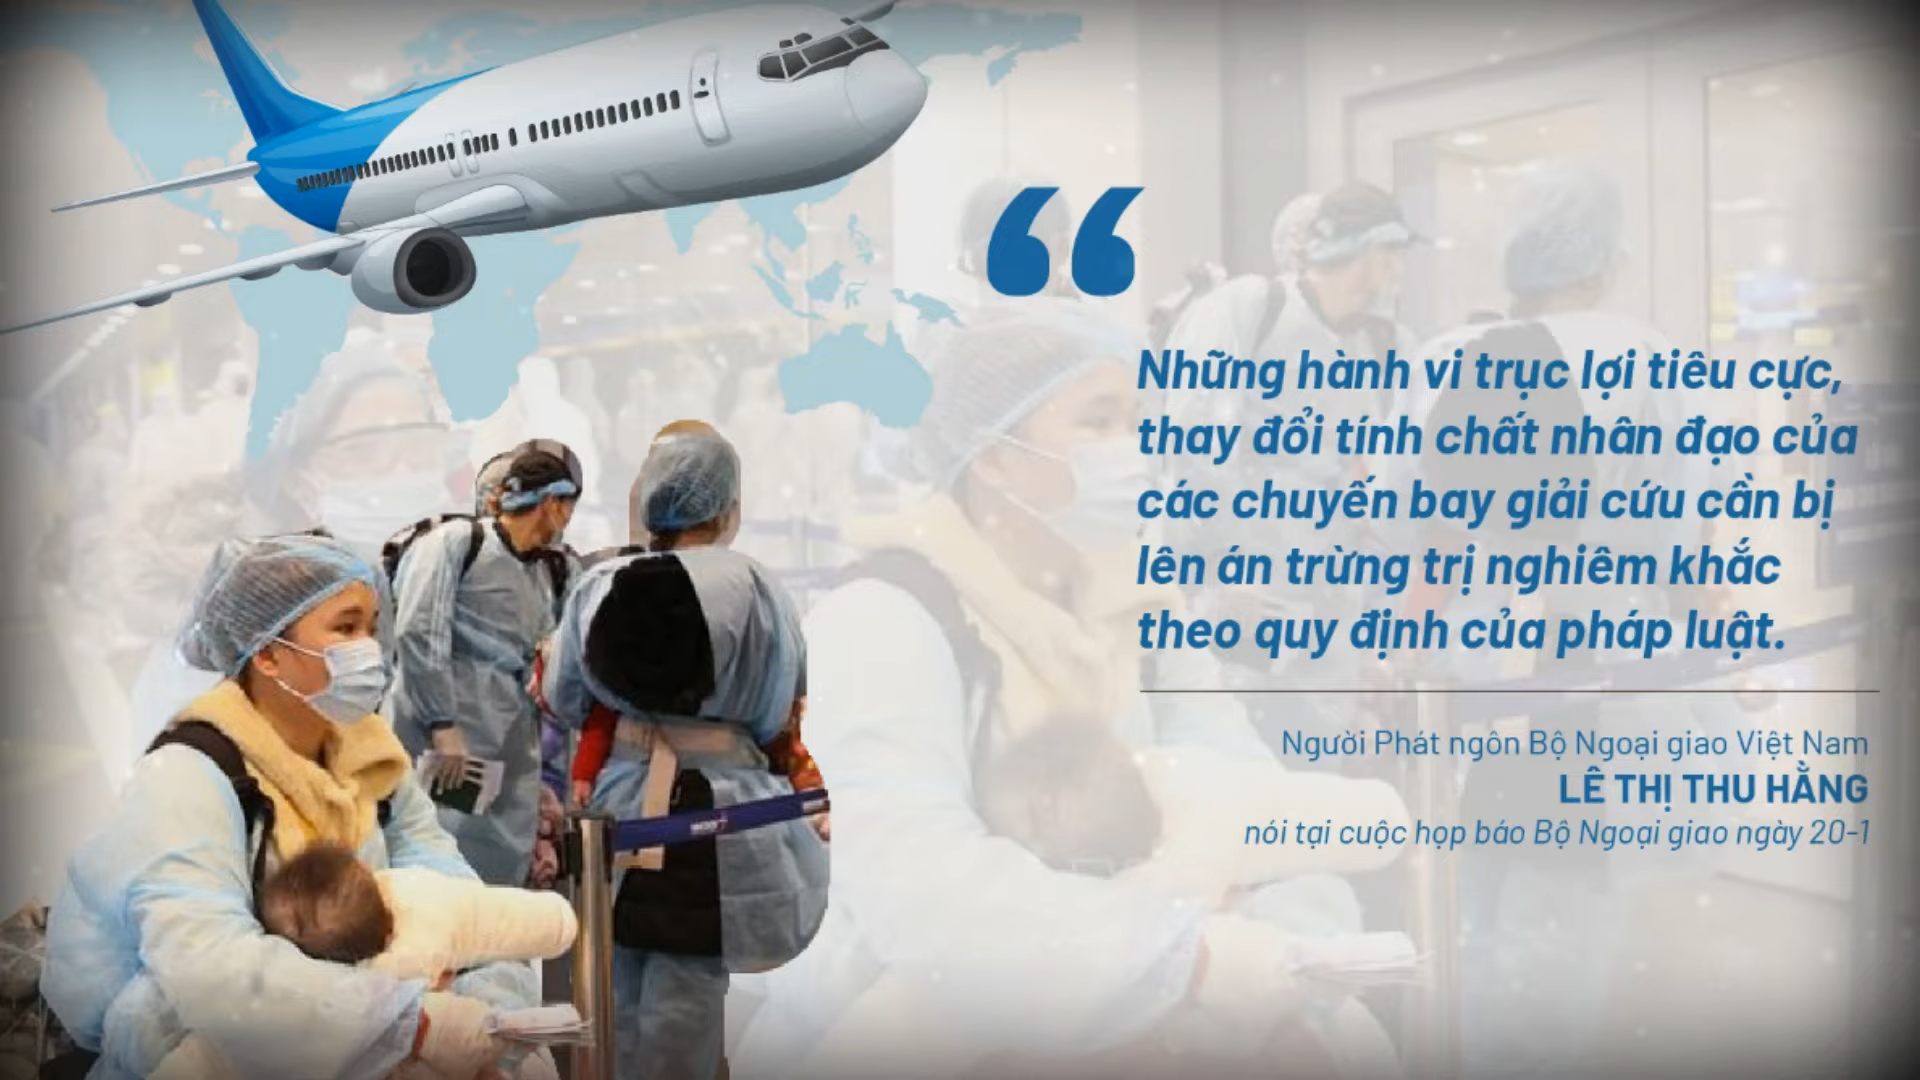 Những hành vi trục lợi tiêu cực,
thay đổi tính chất nhân đạo của
các chuyến bay giải cứu cần bị
lên án trừng trị nghiêm khắc
theo quy định của pháp luật.
Người Phát ngôn Bộ Ngoại giao Việt Nam
LÊ THỊ THU HẰNG
nói tại cuộc họp báo Bộ Ngoại giao ngày 20-1